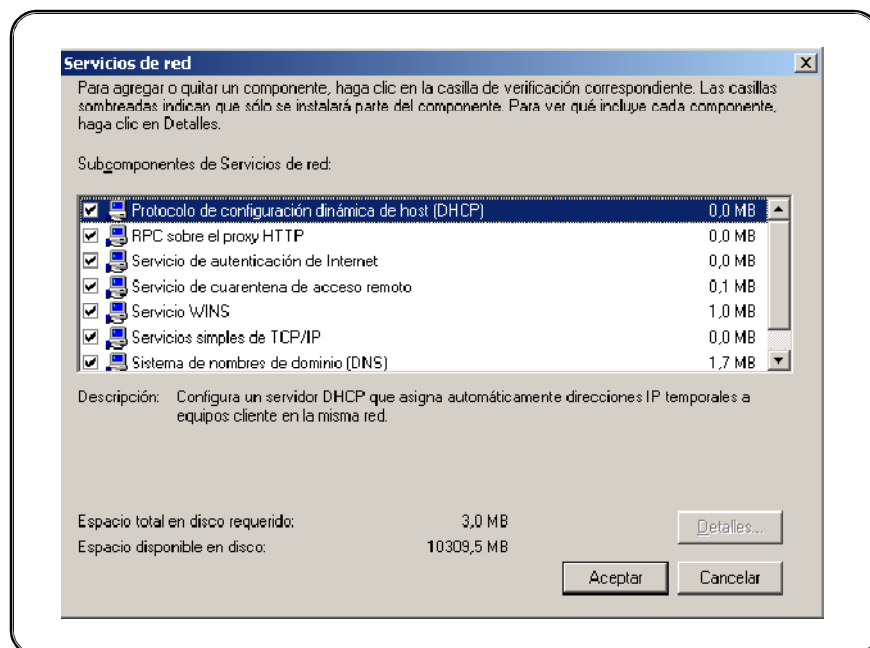 Servicios de red
Para agregar o quitar un componente, haga clic en la casilla de verificación correspondiente. Las casillas
sombreadas indican que sólo se instalará parte del componente. Para ver qué incluye cada componente,
haga clic en Detalles.
Subcomponentes de Servicios de red:
Protocolo de configuración dinámica de host (DHCP) 0,0 MB
RPC sobre el proxy HTTP 0,0 MB
Servicio de autenticación de Internet 0,0 MB
Servicio de cuarentena de acceso remoto 0,1 MB
Servicio WINS 1,0 MB
Servicios simples de TCP/IP 0,0 MB
Sistema de nombres de dominio (DNS) 1,7 MB
Descripción: Configura un servidor DHCP que asigna automáticamente direcciones IP temporales a
equipos cliente en la misma red.
Espacio total en disco requerido: 3,0 MB
Detalles...
Espacio disponible en disco: 10309,5 MB
Aceptar Cancelar